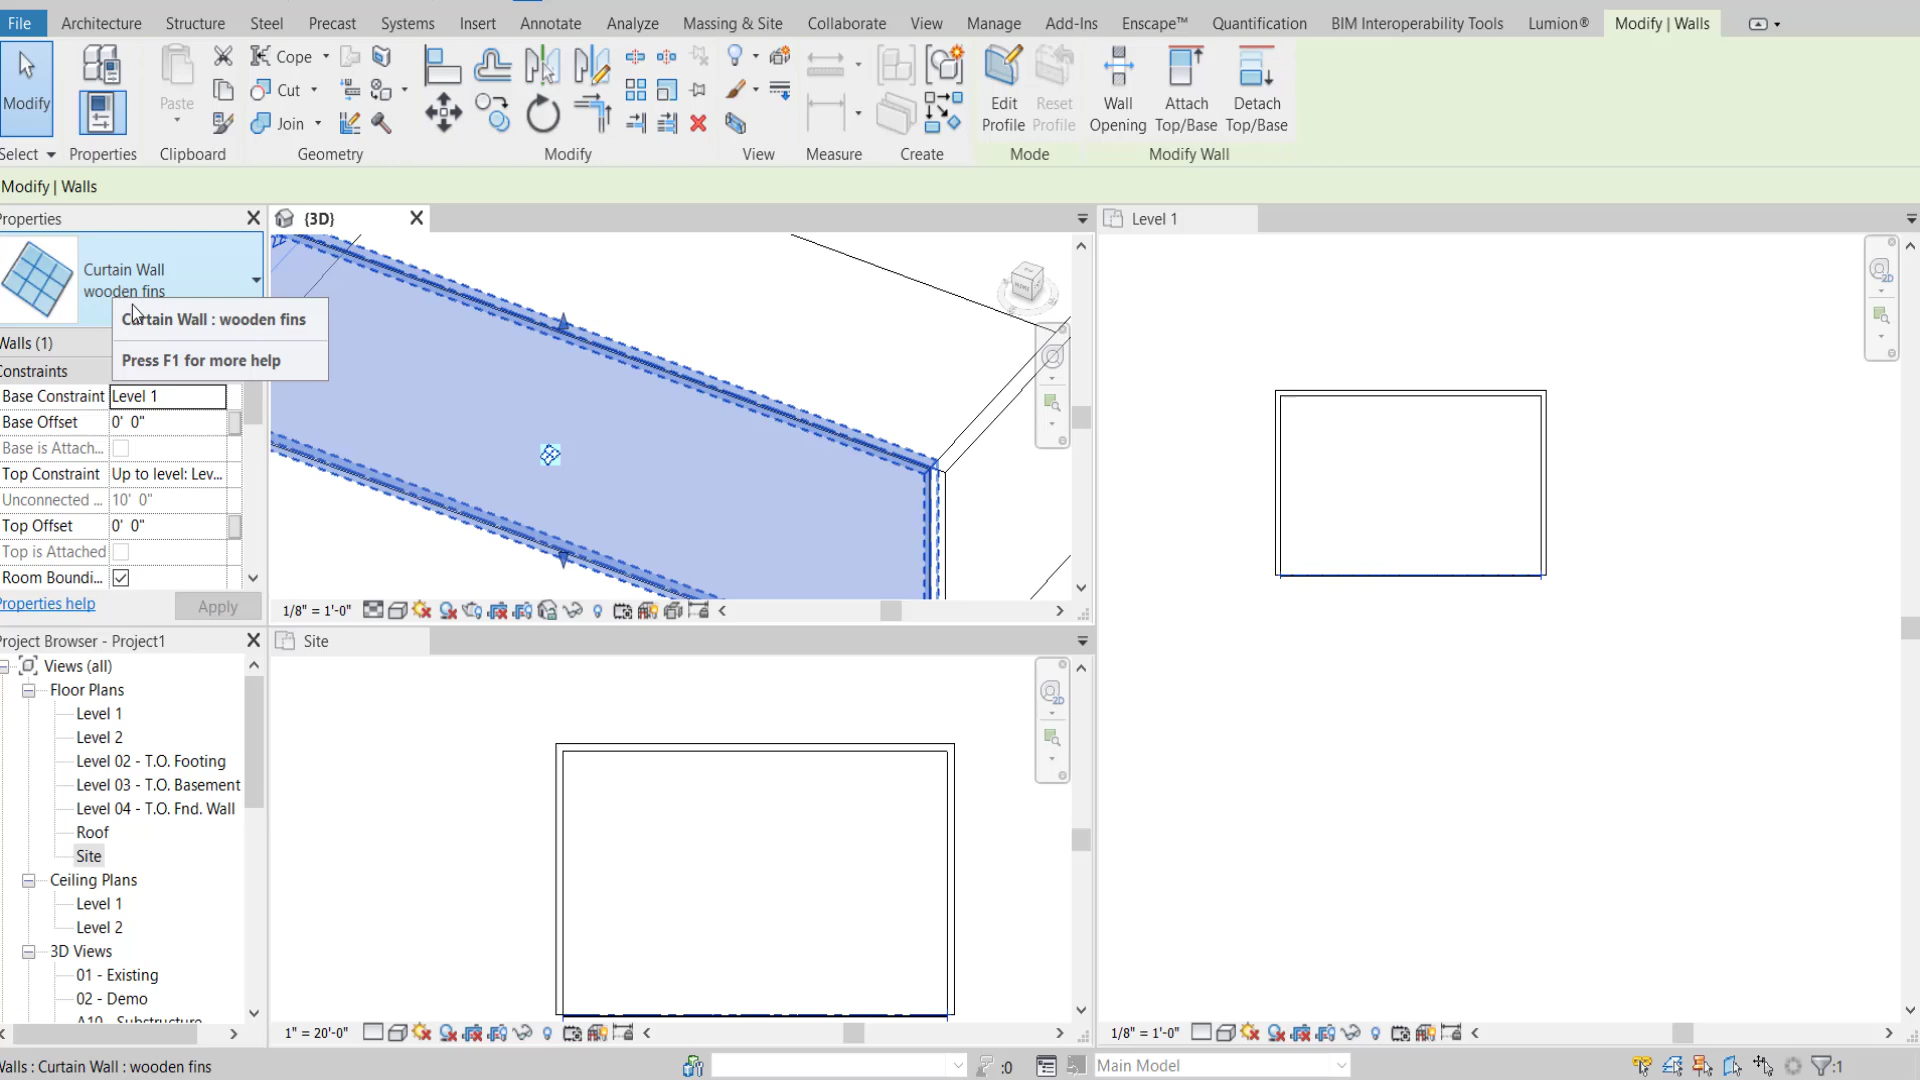 File Architecture Structure Steel Precast Systems Insert Annotate Analyze Massing & Site Collaborate View Manage Add-Ins Enscape™ Quantification BIM Interoperability Tools Lumion® Modify | Walls
Cope
Cut
Join
Modify
Paste
Edit Profile
Reset Profile
Wall Opening
Attach Top/Base
Detach Top/Base
Select Properties Clipboard Geometry Modify View Measure Create Mode Modify Wall
Modify | Walls
Properties
{3D}
Level 1
Curtain Wall
wooden fins
Curtain Wall : wooden fins
Press F1 for more help
Walls (1)
Constraints
Base Constraint Level 1
Base Offset 0' 0"
Base is Attach...
Top Constraint Up to level: Lev...
Unconnected ... 10' 0"
Top Offset 0' 0"
Top is Attached
Room Boundi...
Properties help Apply
1/8" = 1'-0"
Project Browser - Project1
Site
Views (all)
Floor Plans
Level 1
Level 2
Level 02 - T.O. Footing
Level 03 - T.O. Basement
Level 04 - T.O. Fnd. Wall
Roof
Site
Ceiling Plans
Level 1
Level 2
3D Views
01 - Existing
02 - Demo
A10 - Substructure
1" = 20'-0"
1/8" = 1'-0"
Walls : Curtain Wall : wooden fins
:0
Main Model
:1